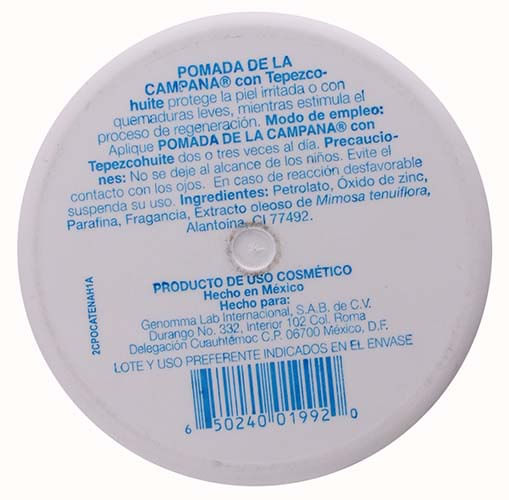 POMADA DE LA
CAMPANA® con Tepezco-
huite protege la piel irritada o con
quemaduras leves, mientras estimula el
proceso de regeneración. Modo de empleo:
Aplique POMADA DE LA CAMPANA® con
Tepezcohuite dos o tres veces al día. Precaucio-
nes: No se deje al alcance de los niños. Evite el
contacto con los ojos. En caso de reacción desfavorable
suspenda su uso. Ingredientes: Petrolato, Óxido de zinc,
Parafina, Fragancia, Extracto oleoso de Mimosa tenuiflora,
Alantoína, CI 77492.
PRODUCTO DE USO COSMÉTICO
Hecho en México
Hecho para:
Genomma Lab Internacional, S.A.B. de C.V.
Durango No. 332, Interior 102 Col. Roma
Delegación Cuauhtémoc C.P. 06700 México, D.F.
LOTE Y USO PREFERENTE INDICADOS EN EL ENVASE
2CPOCATENAH1A
6 50240 01992 0